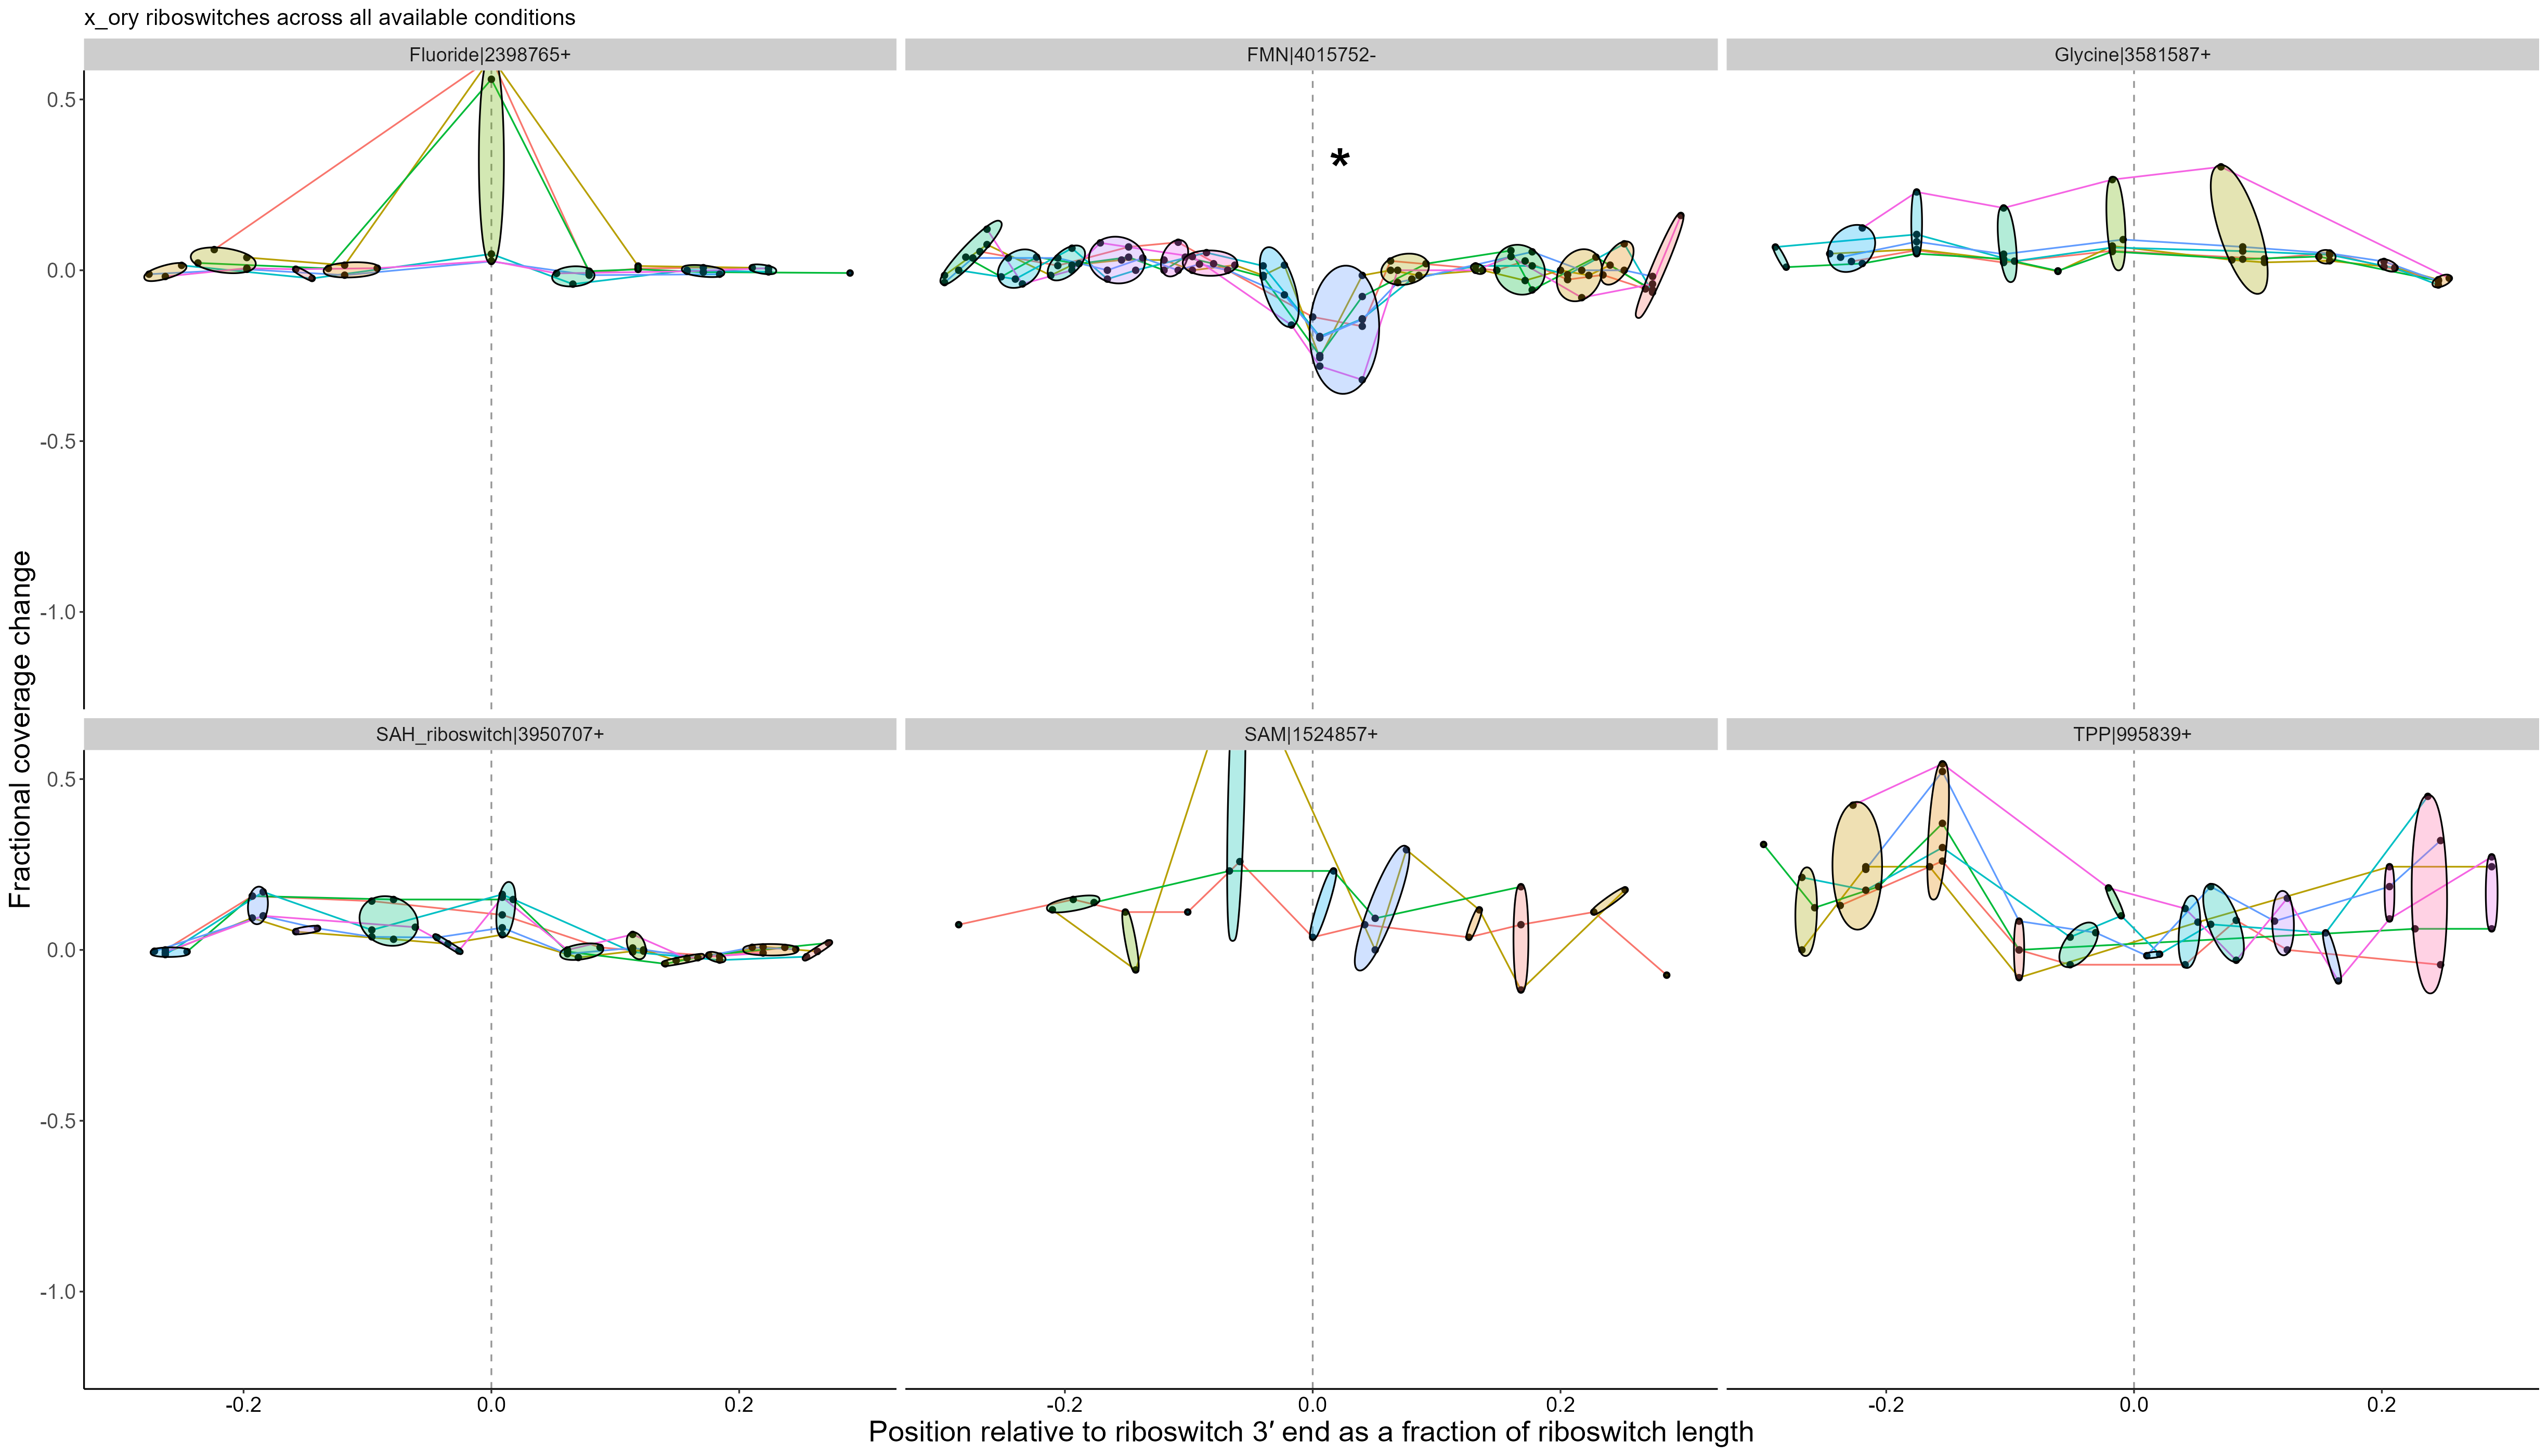 x_ory riboswitches across all available conditions
Fluoride|2398765+
FMN|4015752-
Glycine|3581587+
0.5
0.0
-0.5
-1.0
*
SAH_riboswitch|3950707+
SAM|1524857+
TPP|995839+
0.5
0.0
-0.5
-1.0
-0.2 0.0 0.2 -0.2 0.0 0.2 -0.2 0.0 0.2
Position relative to riboswitch 3′ end as a fraction of riboswitch length
Fractional coverage change